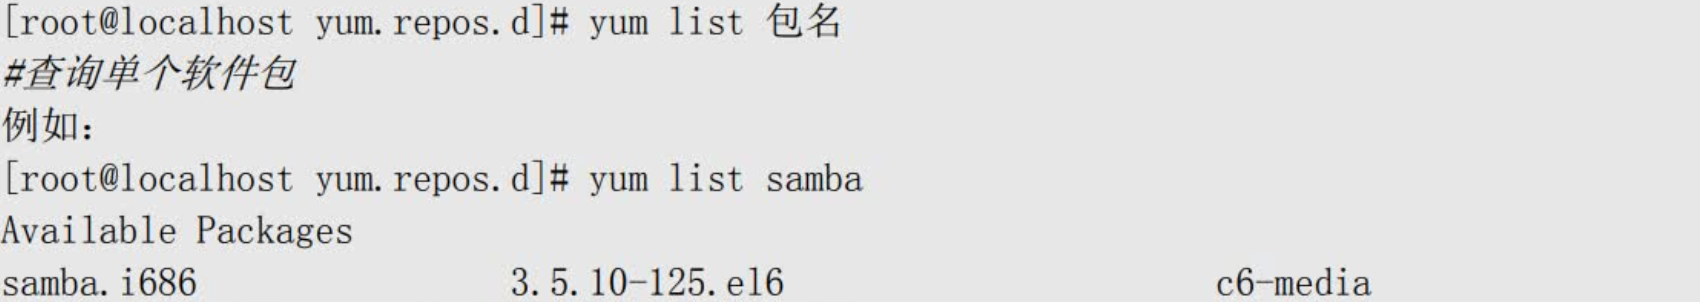 [root@localhost yum.repos.d]# yum list 包名
#查询单个软件包
例如：
[root@localhost yum.repos.d]# yum list samba
Available Packages
samba.i686 3.5.10-125.el6 c6-media